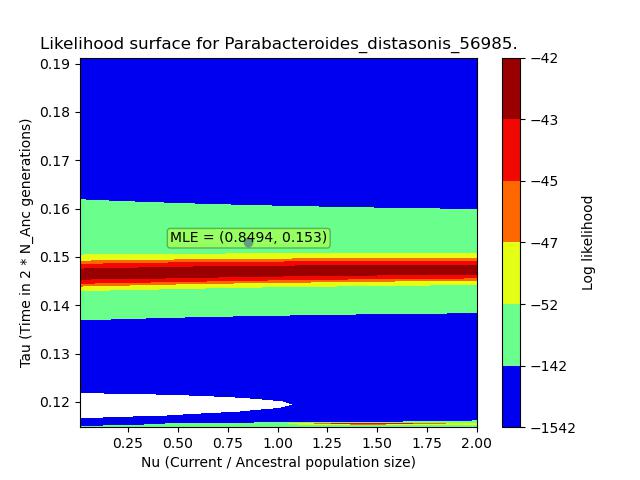 Likelihood surface for Parabacteroides_distasonis_56985.
Tau (Time in 2 * N_Anc generations)
0.19
0.18
0.17
0.16
0.15
0.14
0.13
0.12
MLE = (0.8494, 0.153)
0.25 0.50 0.75 1.00 1.25 1.50 1.75 2.00
Nu (Current / Ancestral population size)
−42
−43
−45
−47
−52
−142
−1542
Log likelihood